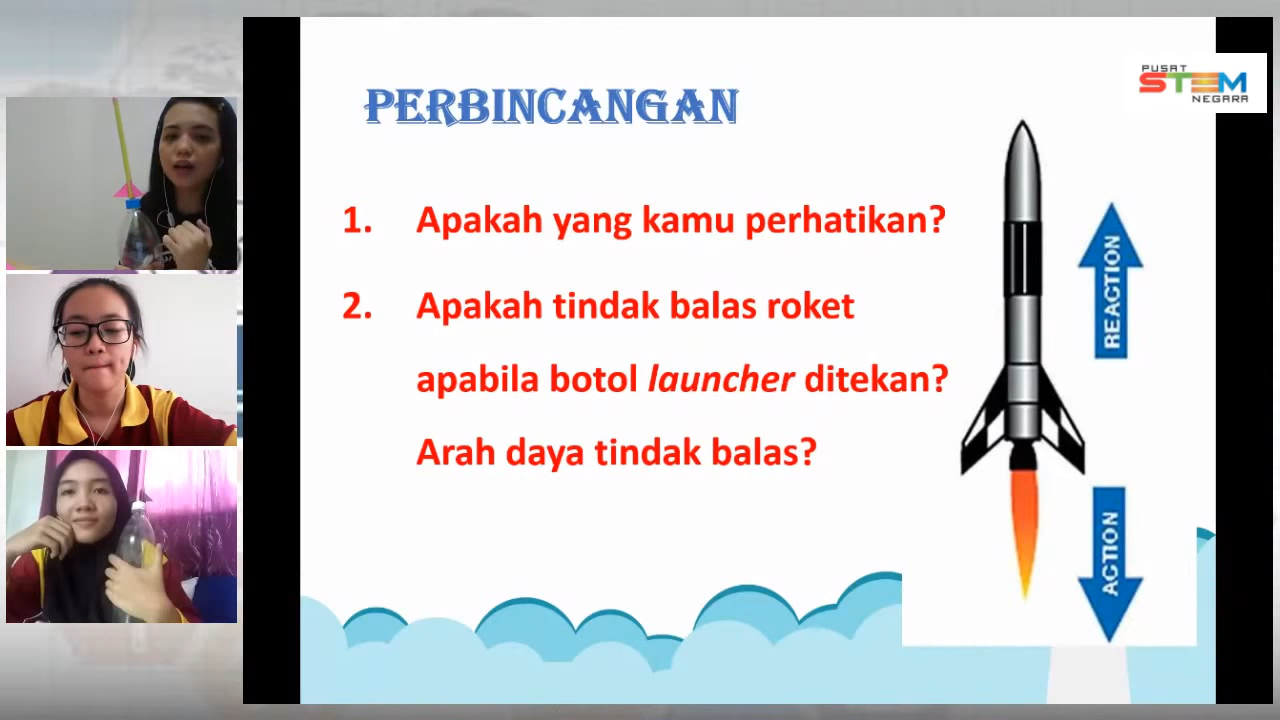 PERBINCANGAN
PUSAT
STEM
NEGARA
1. Apakah yang kamu perhatikan?
2. Apakah tindak balas roket
apabila botol launcher ditekan?
Arah daya tindak balas?
REACTION
ACTION